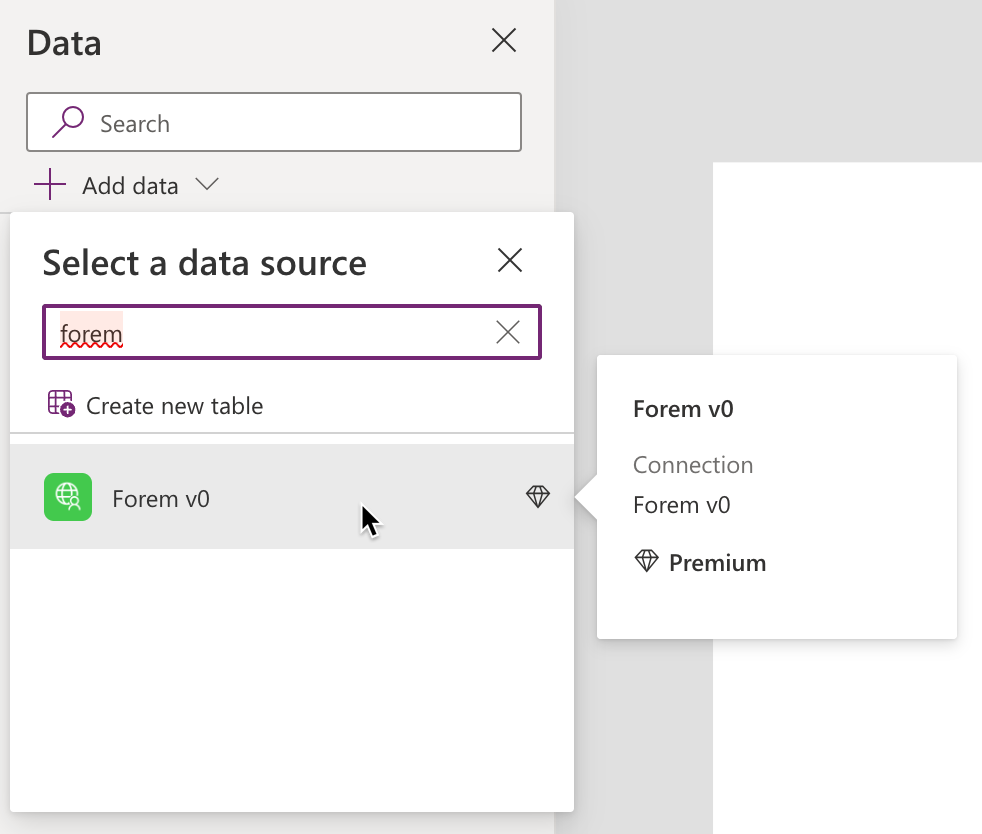 Data
Search
Add data
Select a data source
forem
Create new table
Forem v0
Forem v0
Connection
Forem v0
Premium